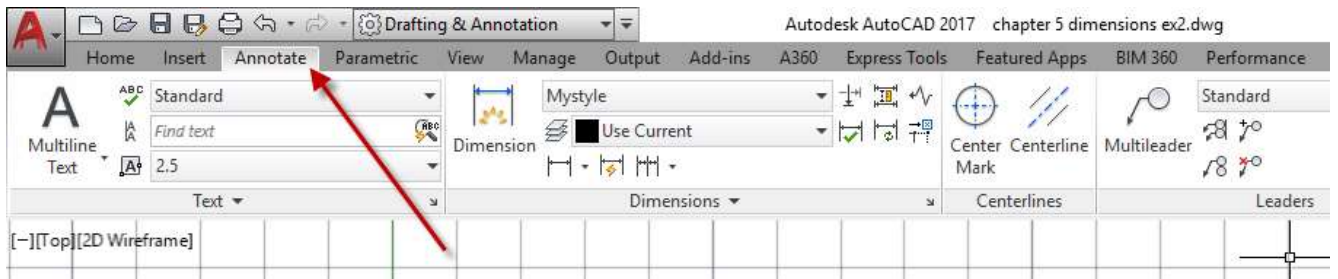 Drafting & Annotation Autodesk AutoCAD 2017 chapter 5 dimensions ex2.dwg
Home Insert Annotate Parametric View Manage Output Add-ins A360 Express Tools Featured Apps BIM 360 Performance
A
Multiline
Text
ABC
Standard
Find text
ABC
2.5
Text
Dimension
Mystyle
Use Current
Dimensions
Center
Mark
Centerline
Centerlines
Multileader
Standard
Leaders
[−][Top][2D Wireframe]